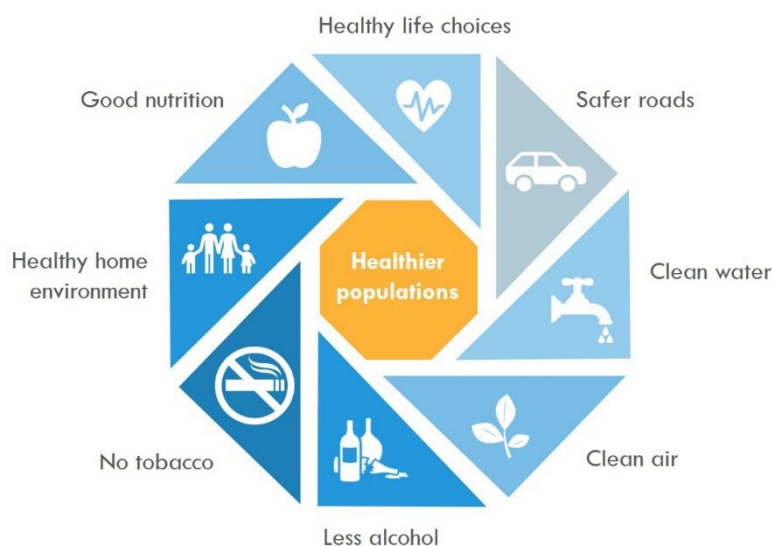 Healthy life choices
Good nutrition
Safer roads
Healthy home
environment
Healthier
populations
Clean water
No tobacco
Clean air
Less alcohol